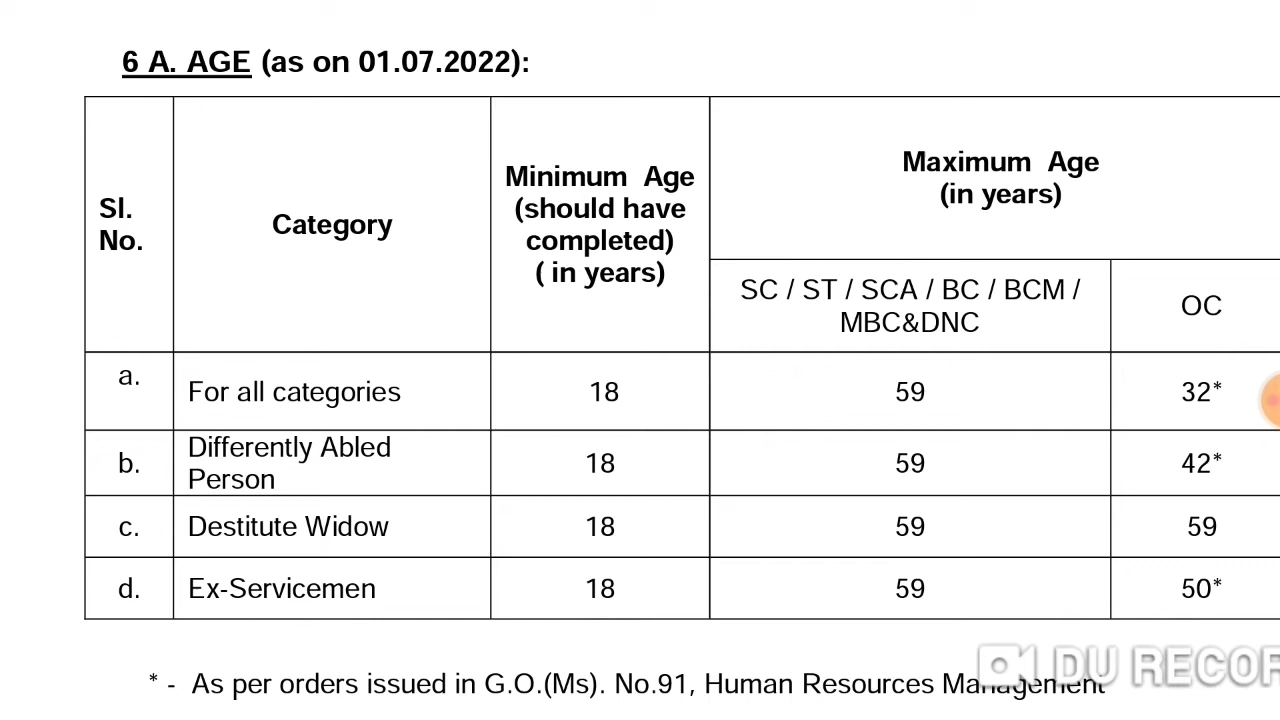 6 A. AGE (as on 01.07.2022):
Sl.
No.
Category
Minimum Age
(should have
completed)
( in years)
Maximum Age
(in years)
SC / ST / SCA / BC / BCM /
MBC&DNC
OC
a.
For all categories
18
59
32*
b.
Differently Abled
Person
18
59
42*
c.
Destitute Widow
18
59
59
d.
Ex-Servicemen
18
59
50*
* - As per orders issued in G.O.(Ms). No.91, Human Resources Management
DU RECOR